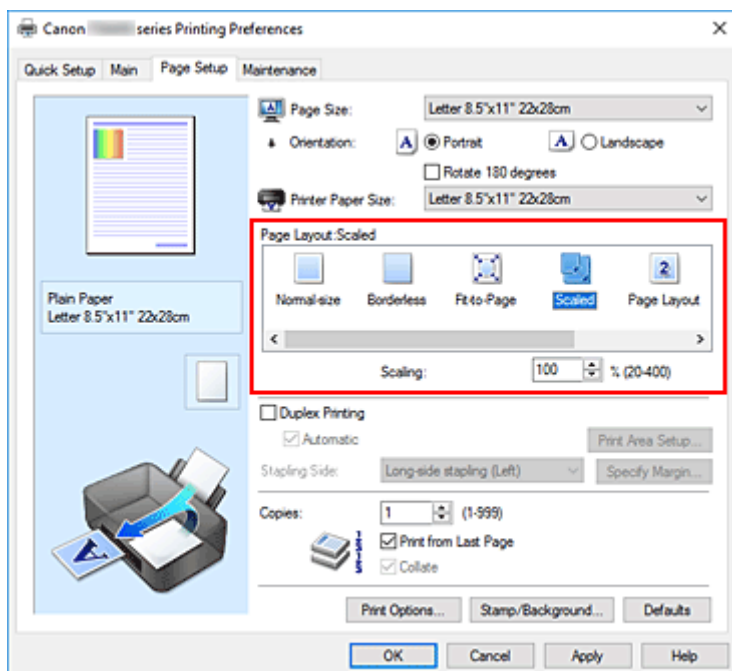 Canon series Printing Preferences
Quick Setup Main Page Setup Maintenance
Page Size: Letter 8.5"x11" 22x28cm
Orientation: A Portrait A Landscape
Rotate 180 degrees
Printer Paper Size: Letter 8.5"x11" 22x28cm
Page Layout:Scaled
2
Normal-size Borderless Fit-to-Page Scaled Page Layout
Plain Paper
Letter 8.5"x11" 22x28cm
Scaling: 100 % (20-400)
Duplex Printing
Automatic Print Area Setup...
Stapling Side: Long-side stapling (Left) Specify Margin...
Copies: 1 (1-999)
Print from Last Page
Collate
A
Print Options... Stamp/Background... Defaults
OK Cancel Apply Help